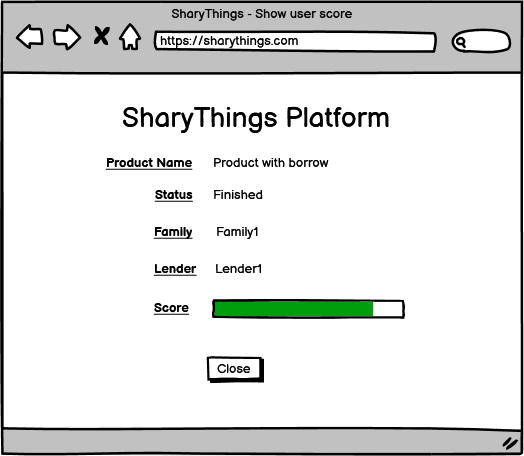 SharyThings - Show user score
https://sharythings.com
SharyThings Platform
Product Name Product with borrow
Status Finished
Family Family1
Lender Lender1
Score
Close